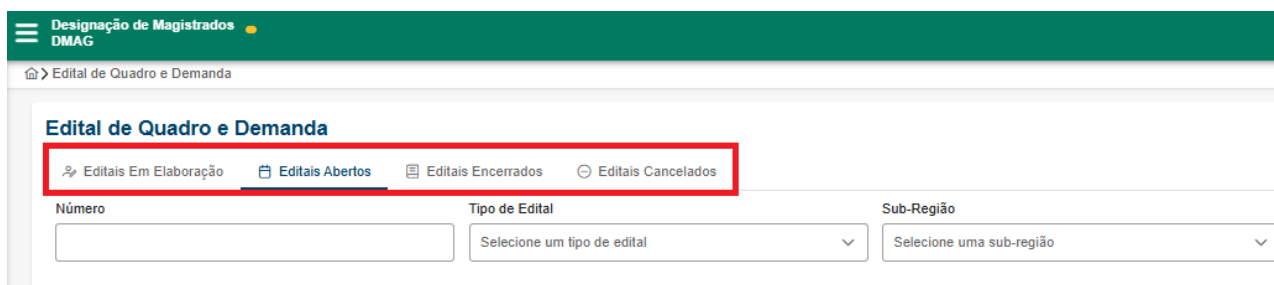 Designação de Magistrados
DMAG
Edital de Quadro e Demanda
Edital de Quadro e Demanda
Editais Em Elaboração Editais Abertos Editais Encerrados Editais Cancelados
Número Tipo de Edital Sub-Região
Selecione um tipo de edital Selecione uma sub-região